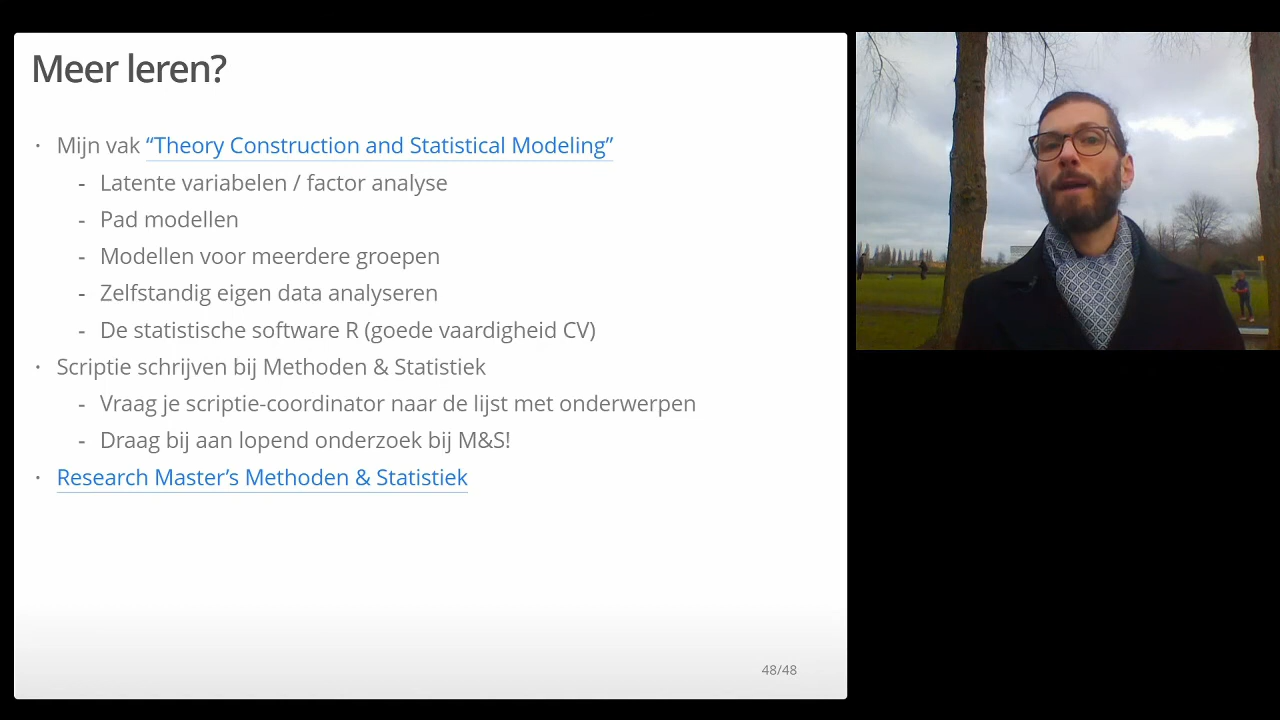 Meer leren?
· Mijn vak “Theory Construction and Statistical Modeling”
- Latente variabelen / factor analyse
- Pad modellen
- Modellen voor meerdere groepen
- Zelfstandig eigen data analyseren
- De statistische software R (goede vaardigheid CV)
· Scriptie schrijven bij Methoden & Statistiek
- Vraag je scriptie-coordinator naar de lijst met onderwerpen
- Draag bij aan lopend onderzoek bij M&S!
· Research Master’s Methoden & Statistiek
48/48